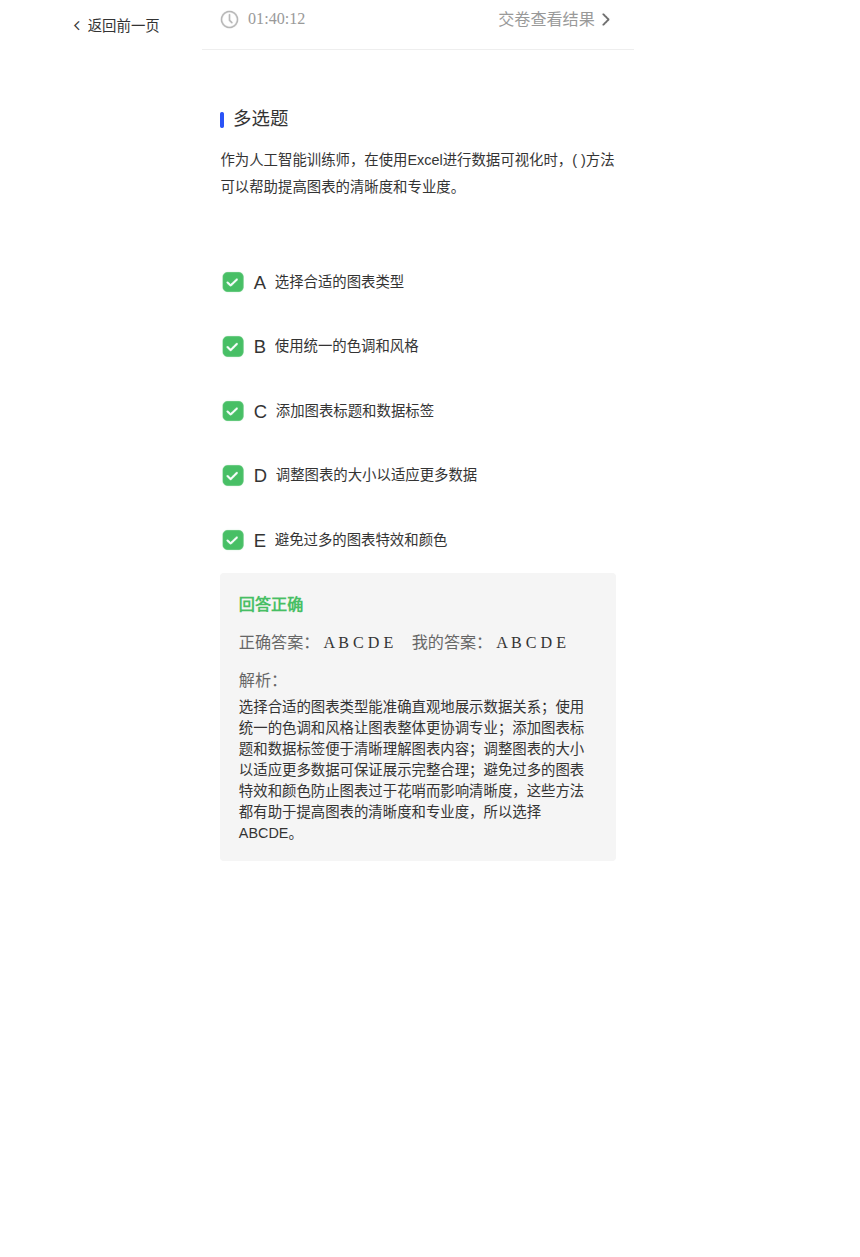 返回前一页
01:40:12 交卷查看结果
多选题
作为人工智能训练师，在使用Excel进行数据可视化时，( )方法
可以帮助提高图表的清晰度和专业度。
A 选择合适的图表类型
B 使用统一的色调和风格
C 添加图表标题和数据标签
D 调整图表的大小以适应更多数据
E 避免过多的图表特效和颜色
回答正确
正确答案： A B C D E 我的答案： A B C D E
解析：
选择合适的图表类型能准确直观地展示数据关系；使用
统一的色调和风格让图表整体更协调专业；添加图表标
题和数据标签便于清晰理解图表内容；调整图表的大小
以适应更多数据可保证展示完整合理；避免过多的图表
特效和颜色防止图表过于花哨而影响清晰度，这些方法
都有助于提高图表的清晰度和专业度，所以选择
ABCDE。